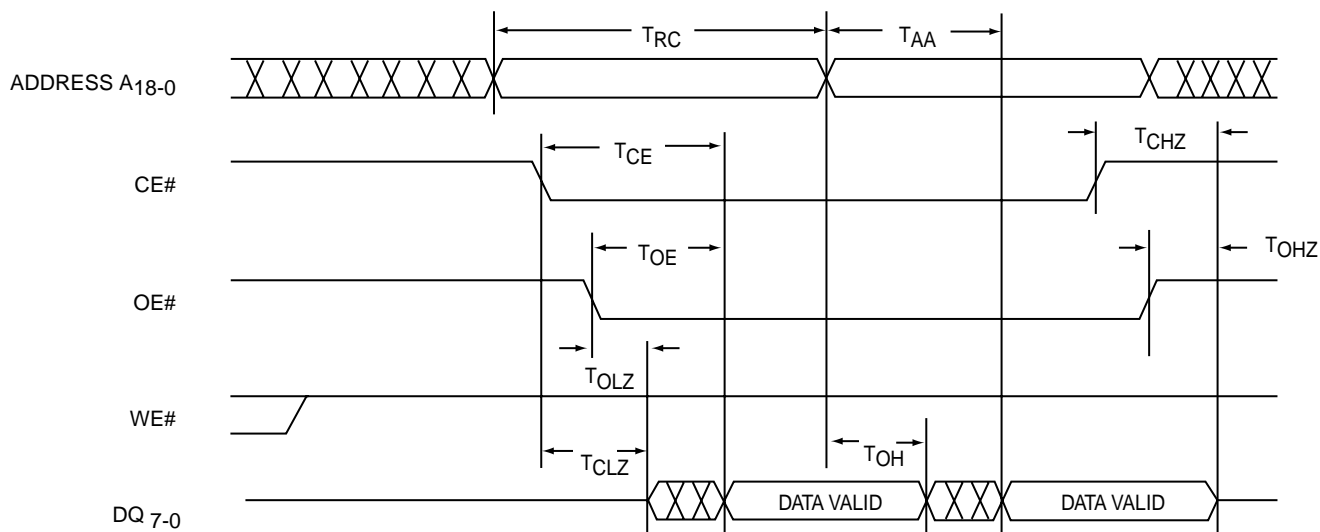 TRC TAA
ADDRESS A18-0
TCE TCHZ
CE#
TOE TOHZ
OE#
TOLZ
WE#
TCLZ TOH
DQ 7-0 DATA VALID DATA VALID